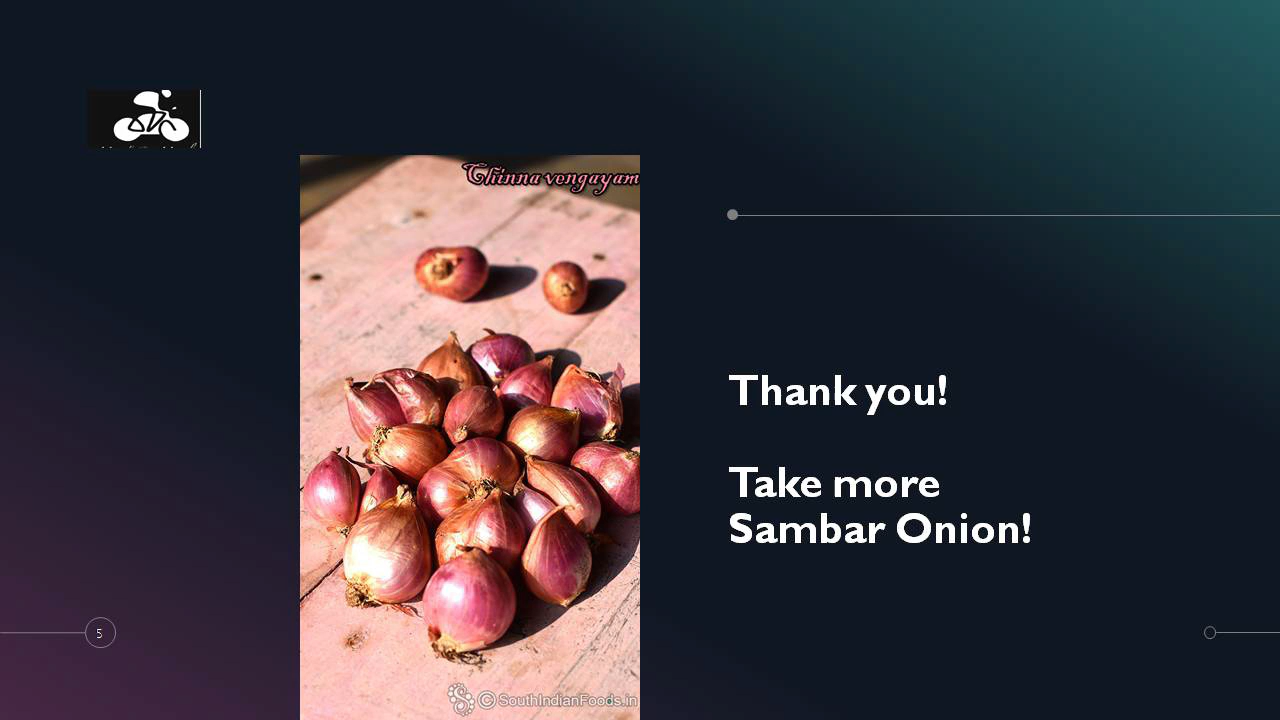 Chinna vengayam
Thank you!
Take more
Sambar Onion!
5
© SouthIndianFoods.in